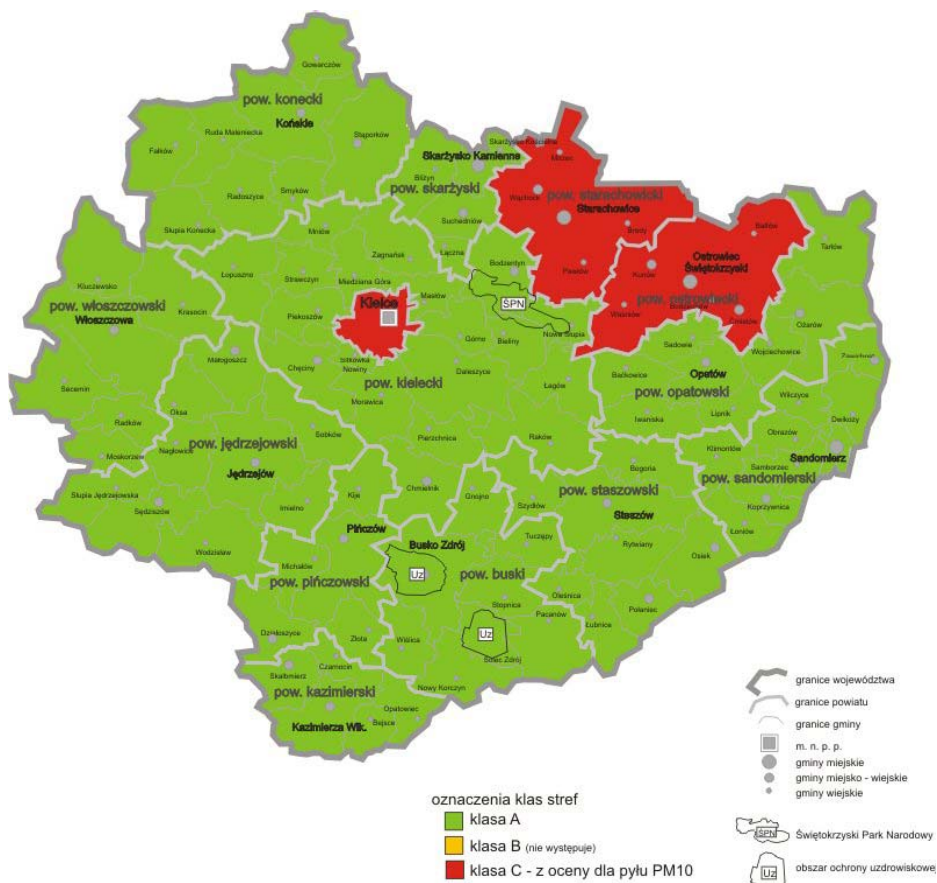 Gowarczów
pow. konecki
Końskie
Ruda Maleniecka
Stąporków
Fałków
Radoszyce
Smyków
Słupia Konecka
Skarżysko Kościelne
Skarżysko Kamienne
Mirzec
Bliżyn
pow. skarżyski
Wąchock
pow. starachowicki
Starachowice
Suchedniów
Brody
Mniów
Łączna
Zagnańsk
Bodzentyn
Pawłów
Kunów
Ostrowiec
Świętokrzyski
Bałtów
Tarłów
Łopuszno
Strawczyn
Miedziana Góra
Masłów
ŚPN
pow. ostrowiecki
Waśniów
Ćmielów
Ożarów
Kluczewsko
pow. włoszczowski
Włoszczowa
Krasocin
Piekoszów
Kielce
Górno
Bieliny
Nowa Słupia
Sadowie
Wojciechowice
Zawichost
Małogoszcz
Chęciny
Sitkówka
Nowiny
pow. kielecki
Daleszyce
Łagów
Baćkowice
Opatów
pow. opatowski
Wilczyce
Dwikozy
Secemin
Radków
Oksa
Morawica
Iwaniska
Lipnik
Obrazów
Moskorzew
Nagłowice
pow. jędrzejowski
Sobków
Pierzchnica
Raków
Klimontów
Sandomierz
Samborzec
pow. sandomierski
Jędrzejów
Bogoria
pow. staszowski
Koprzywnica
Słupia Jędrzejowska
Sędziszów
Imielno
Kije
Chmielnik
Gnojno
Szydłów
Staszów
Łoniów
Wodzisław
Pińczów
Busko Zdrój
Tuczępy
Rytwiany
Osiek
Michałów
pow. pińczowski
Uz
pow. buski
Oleśnica
Stopnica
Pacanów
Łubnice
Połaniec
Działoszyce
Złota
Wiślica
Uz
Solec Zdrój
Skalbmierz
Czarnocin
pow. kazimierski
Nowy Korczyn
Opatowiec
Bejsce
Kazimierza Wlk.
granice województwa
granice powiatu
granice gminy
m. n. p. p.
gminy miejskie
gminy miejsko - wiejskie
gminy wiejskie
ŚPN Świętokrzyski Park Narodowy
Uz obszar ochrony uzdrowiskowej
oznaczenia klas stref
klasa A
klasa B (nie występuje)
klasa C - z oceny dla pyłu PM10